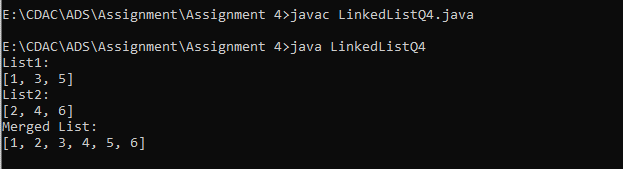 E:\CDAC\ADS\Assignment\Assignment 4>javac LinkedListQ4.java
E:\CDAC\ADS\Assignment\Assignment 4>java LinkedListQ4
List1:
[1, 3, 5]
List2:
[2, 4, 6]
Merged List:
[1, 2, 3, 4, 5, 6]